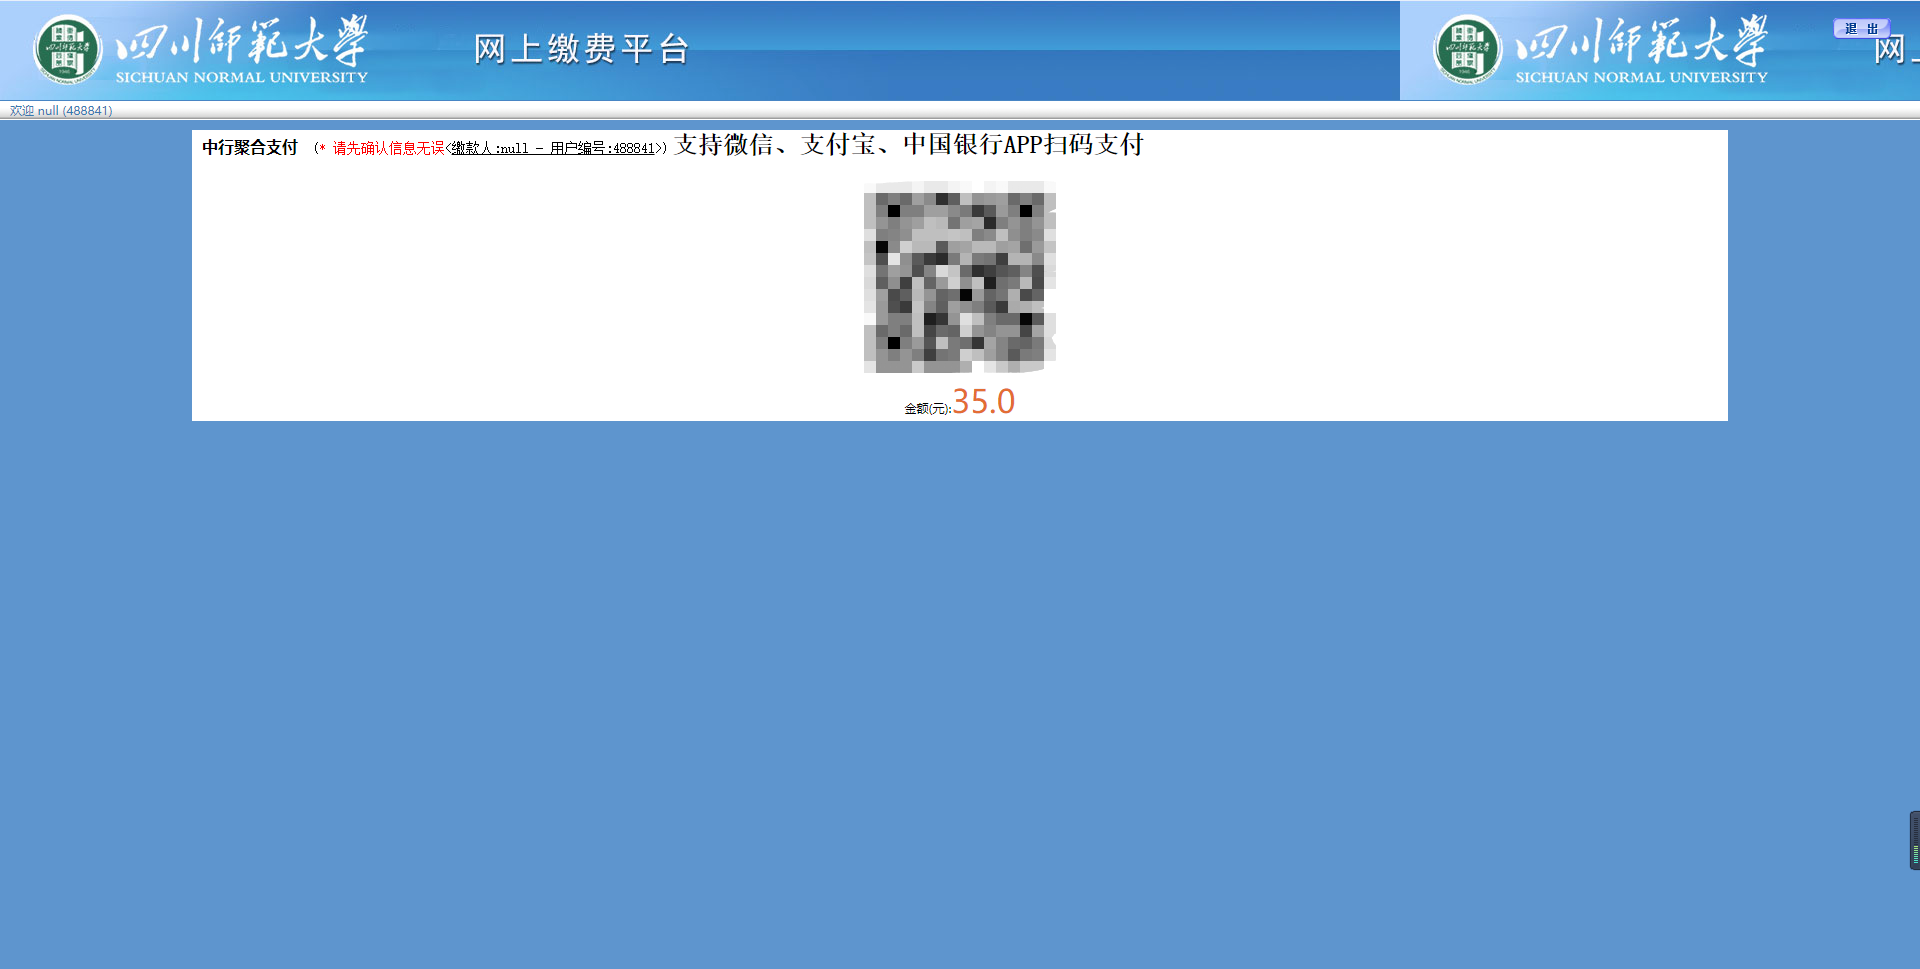 四川師範大學
SICHUAN NORMAL UNIVERSITY
网上缴费平台
四川師範大學
SICHUAN NORMAL UNIVERSITY
退 出
网上
欢迎 null (488841)
中行聚合支付 (* 请先确认信息无误<缴款人:null - 用户编号:488841>) 支持微信、支付宝、中国银行APP扫码支付
金额(元):35.0